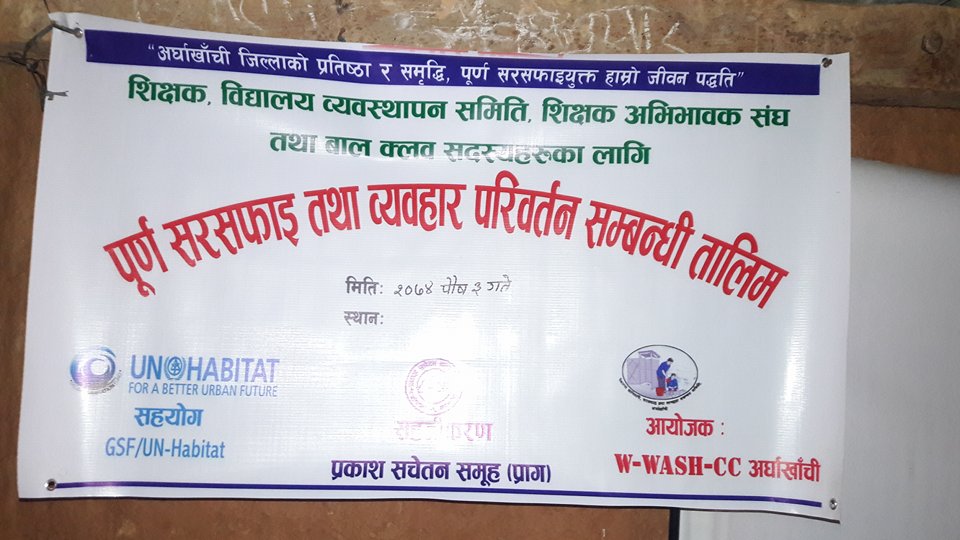 “अर्घाखाँची जिल्लाको प्रतिष्ठा र समृद्धि, पूर्ण सरसफाइयुक्त हाम्रो जीवन पद्धति”
शिक्षक, विद्यालय व्यवस्थापन समिति, शिक्षक अभिभावक संघ
तथा बाल क्लव सदस्यहरुका लागि
पूर्ण सरसफाइ तथा व्यवहार परिवर्तन सम्बन्धी तालिम
मिति: २०७४ पौष ३ गते
स्थान:
UN HABITAT
FOR A BETTER URBAN FUTURE
सहयोग
GSF/UN-Habitat
प्रकाश सचेतन समूह (प्राग)
आयोजक :
W-WASH-CC अर्घाखाँची